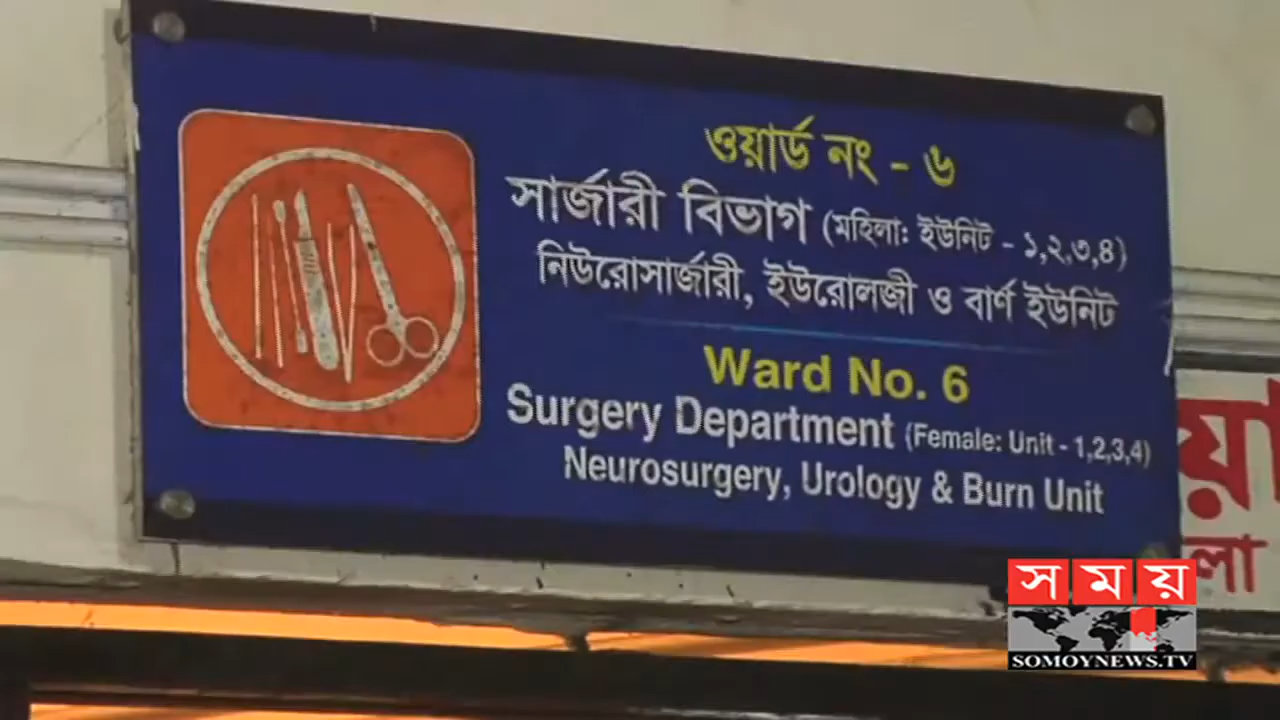 ওয়ার্ড নং - ৬
সার্জারী বিভাগ (মহিলাঃ ইউনিট - ১,২,৩,৪)
নিউরোসার্জারী, ইউরোলজী ও বার্ণ ইউনিট
Ward No. 6
Surgery Department (Female: Unit - 1,2,3,4)
Neurosurgery, Urology & Burn Unit
সময়
SOMOYNEWS.TV